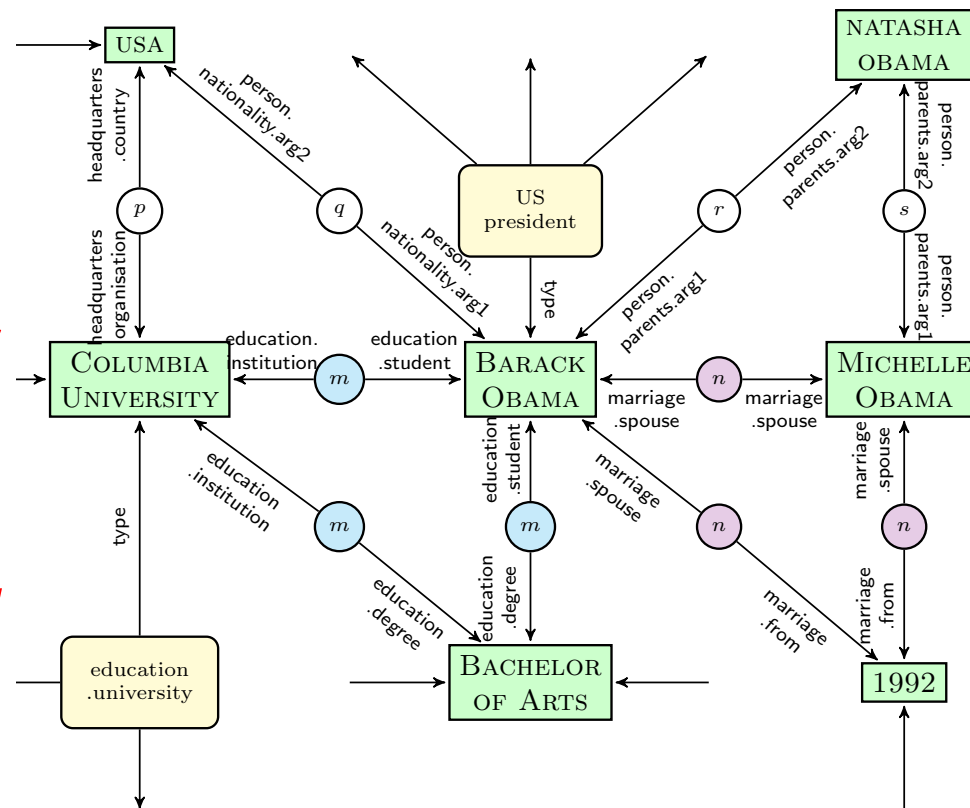 USA
NATASHA
OBAMA
headquarters
.country
person.
nationality.arg2
person.
parents.arg2
person.
parents.arg2
US
president
p
q
r
s
headquarters
organisation
person.
nationality.arg1
type
person.
parents.arg1
person.
parents.arg1
COLUMBIA
UNIVERSITY
education.
institution
m
education
.student
BARACK
OBAMA
n
marriage
.spouse
marriage
.spouse
MICHELLE
OBAMA
education
.institution
education
.student
marriage
.spouse
marriage
.spouse
type
m
m
n
n
education
.degree
education
.degree
marriage
.from
marriage
.from
education
.university
BACHELOR
OF ARTS
1992